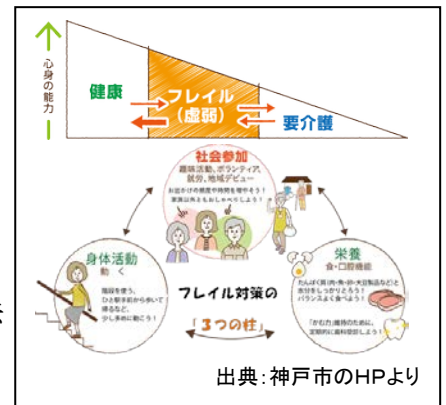 心身の能力
健康
フレイル
(虚弱)
要介護
社会参加
趣味活動、ボランティア、
就労、地域デビュー
お出かけの頻度や時間を増やそう！
家族以外ともおしゃべりしよう！
身体活動
動く
階段を使う、
ひと駅手前から歩いて
帰るなど、
少し多めに動こう！
栄養
食・口腔機能
たんぱく質(肉・魚・卵・大豆製品など)と
水分をしっかりとろう！
バランスよく食べよう！
「かむ力」維持のために、
定期的に歯科受診しよう！
フレイル対策の
「3つの柱」
出典：神戸市のHPより